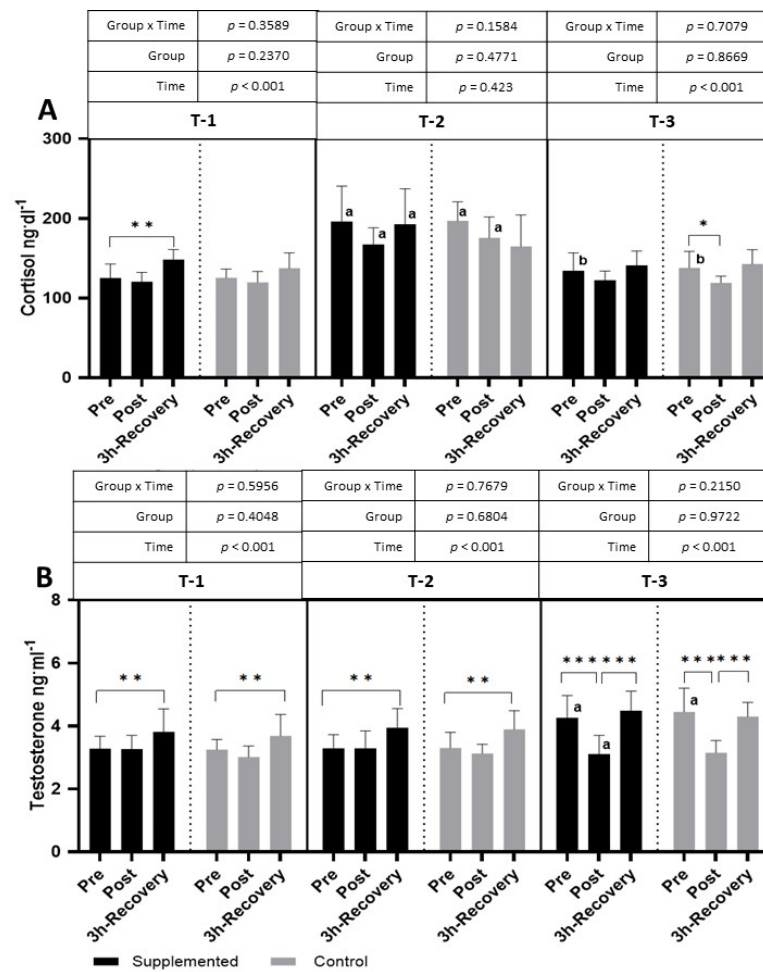 Group x Time p = 0.3589 Group x Time p = 0.1584 Group x Time p = 0.7079
Group p = 0.2370 Group p = 0.4771 Group p = 0.8669
Time p < 0.001 Time p = 0.423 Time p < 0.001
A T-1 T-2 T-3
Cortisol ng·dl⁻¹
300
200
100
0
* *
a a a a a
b b
*
Pre Post 3h-Recovery Pre Post 3h-Recovery Pre Post 3h-Recovery Pre Post 3h-Recovery Pre Post 3h-Recovery Pre Post 3h-Recovery
Group x Time p = 0.5956 Group x Time p = 0.7679 Group x Time p = 0.2150
Group p = 0.4048 Group p = 0.6804 Group p = 0.9722
Time p < 0.001 Time p < 0.001 Time p < 0.001
B T-1 T-2 T-3
Testosterone ng·ml⁻¹
8
6
4
2
0
* * * * * * * * * * * * * * * * * * * *
a a a
Pre Post 3h-Recovery Pre Post 3h-Recovery Pre Post 3h-Recovery Pre Post 3h-Recovery Pre Post 3h-Recovery Pre Post 3h-Recovery
Supplemented Control